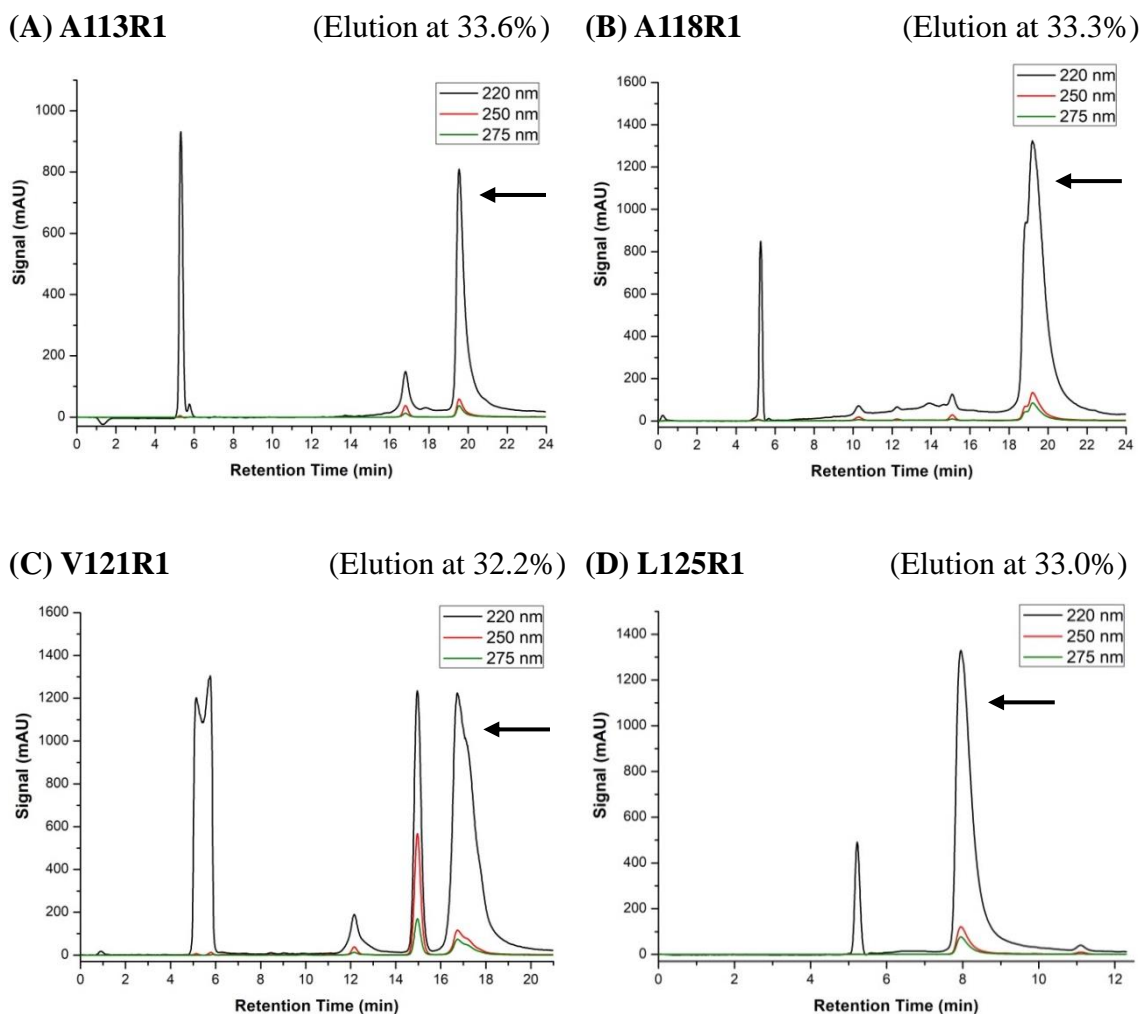 (A) A113R1 (Elution at 33.6%)
220 nm
250 nm
275 nm
1000
800
600
400
200
0
Signal (mAU)
0 2 4 6 8 10 12 14 16 18 20 22 24
Retention Time (min)
(B) A118R1 (Elution at 33.3%)
220 nm
250 nm
275 nm
1600
1400
1200
1000
800
600
400
200
0
Signal (mAU)
0 2 4 6 8 10 12 14 16 18 20 22 24
Retention Time (min)
(C) V121R1 (Elution at 32.2%)
220 nm
250 nm
275 nm
1600
1400
1200
1000
800
600
400
200
0
Signal (mAU)
0 2 4 6 8 10 12 14 16 18 20
Retention Time (min)
(D) L125R1 (Elution at 33.0%)
220 nm
250 nm
275 nm
1400
1200
1000
800
600
400
200
0
Signal (mAU)
0 2 4 6 8 10 12
Retention Time (min)